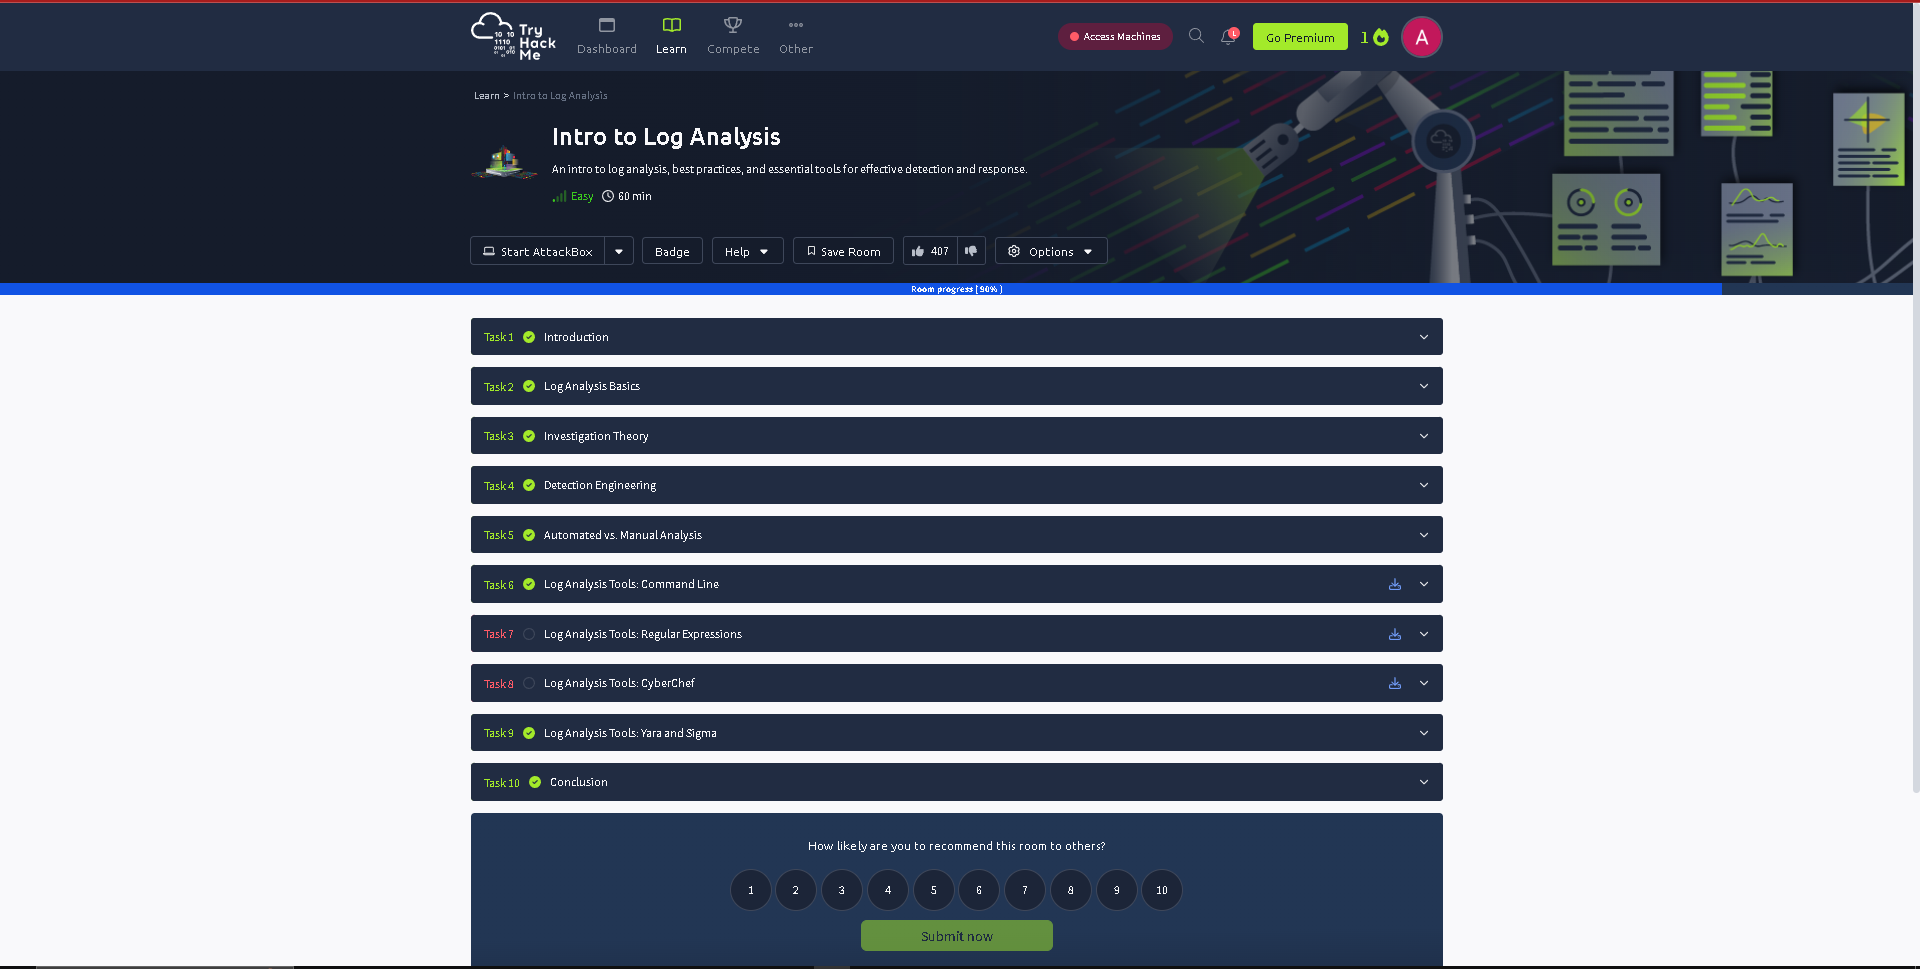 Try
Hack
Me
Dashboard
Learn
Compete
Other
Access Machines
Go Premium
1
A
Learn > Intro to Log Analysis
Intro to Log Analysis
An intro to log analysis, best practices, and essential tools for effective detection and response.
Easy 60 min
Start AttackBox
Badge
Help
Save Room
407
Options
Room progress ( 90% )
Task 1 Introduction
Task 2 Log Analysis Basics
Task 3 Investigation Theory
Task 4 Detection Engineering
Task 5 Automated vs. Manual Analysis
Task 6 Log Analysis Tools: Command Line
Task 7 Log Analysis Tools: Regular Expressions
Task 8 Log Analysis Tools: CyberChef
Task 9 Log Analysis Tools: Yara and Sigma
Task 10 Conclusion
How likely are you to recommend this room to others?
1 2 3 4 5 6 7 8 9 10
Submit now